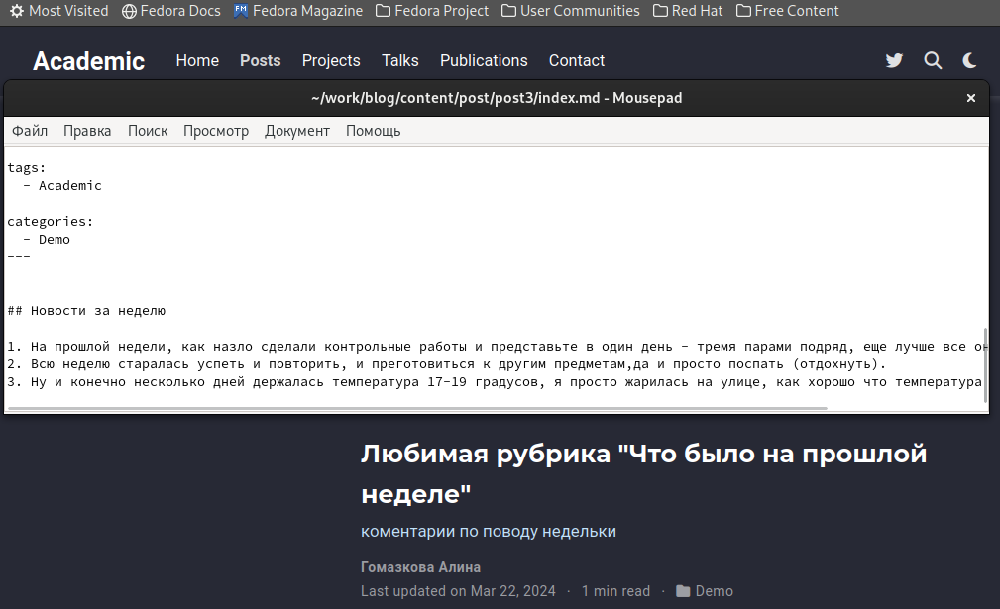 Most Visited Fedora Docs Fedora Magazine Fedora Project User Communities Red Hat Free Content
Academic Home Posts Projects Talks Publications Contact
~/work/blog/content/post/post3/index.md - Mousepad ×
Файл Правка Поиск Просмотр Документ Помощь
tags:
- Academic
categories:
- Demo
---
## Новости за неделю
1. На прошлой недели, как назло сделали контрольные работы и представьте в один день - тремя парами подряд, еще лучше все
2. Всю неделю старалась успеть и повторить, и преготовиться к другим предметам,да и просто поспать (отдохнуть).
3. Ну и конечно несколько дней держалась температура 17-19 градусов, я просто жарилась на улице, как хорошо что температура
Любимая рубрика "Что было на прошлой
неделе"
коментарии по поводу недельки
Гомазкова Алина
Last updated on Mar 22, 2024 · 1 min read · Demo